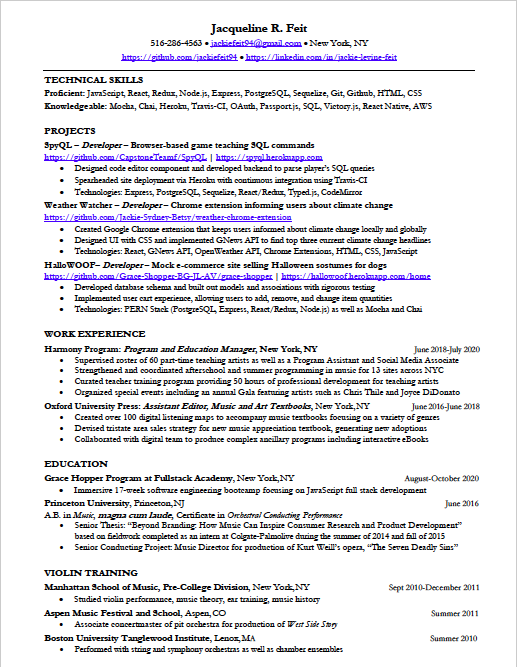 Jacqueline R. Feit
516-286-4563 • jackiefeit94@gmail.com • New York, NY
https://github.com/jackiefeit94 • https://linkedin.com/in/jackie-levine-feit
TECHNICAL SKILLS
Proficient: JavaScript, React, Redux, Node.js, Express, PostgreSQL, Sequelize, Git, Github, HTML, CSS
Knowledgeable: Mocha, Chai, Heroku, Travis-CI, OAuth, Passport.js, SQL, Victory.js, React Native, AWS
PROJECTS
SpyQL – Developer – Browser-based game teaching SQL commands
https://github.com/CapstoneTeamf/SpyQL | https://spyql.herokuapp.com
• Designed code editor component and developed backend to parse player's SQL queries
• Spearheaded site deployment via Heroku with continuous integration using Travis-CI
• Technologies: Express, PostgreSQL, Sequelize, React/Redux, Typed.js, CodeMirror
Weather Watcher – Developer – Chrome extension informing users about climate change
https://github.com/Jackie-Sydney-Betsy/weather-chrome-extension
• Created Google Chrome extension that keeps users informed about climate change locally and globally
• Designed UI with CSS and implemented GNews API to find top three current climate change headlines
• Technologies: React, GNews API, OpenWeather API, Chrome Extensions, HTML, CSS, JavaScript
HalloWOOF– Developer – Mock e-commerce site selling Halloween sostumes for dogs
https://github.com/Grace-Shopper-BG-JL-AV/grace-shopper | https://hallowoof.herokuapp.com/home
• Developed database schema and built out models and associations with rigorous testing
• Implemented user cart experience, allowing users to add, remove, and change item quantities
• Technologies: PERN Stack (PostgreSQL, Express, React/Redux, Node.js) as well as Mocha and Chai
WORK EXPERIENCE
Harmony Program: Program and Education Manager, New York, NY June 2018-July 2020
• Supervised roster of 60 part-time teaching artists as well as a Program Assistant and Social Media Associate
• Strengthened and coordinated afterschool and summer programming in music for 13 sites across NYC
• Curated teacher training program providing 50 hours of professional development for teaching artists
• Organized special events including an annual Gala featuring artists such as Chris Thile and Joyce DiDonato
Oxford University Press: Assistant Editor, Music and Art Textbooks, New York, NY June 2016-June 2018
• Created over 100 digital listening maps to accompany music textbooks focusing on a variety of genres
• Devised tristate area sales strategy for new music appreciation textbook, generating new adoptions
• Collaborated with digital team to produce complex ancillary programs including interactive eBooks
EDUCATION
Grace Hopper Program at Fullstack Academy, New York, NY August-October 2020
• Immersive 17-week software engineering bootcamp focusing on JavaScript full stack development
Princeton University, Princeton, NJ June 2016
A.B. in Music, magna cum laude, Certificate in Orchestral Conducting Performance
• Senior Thesis: "Beyond Branding: How Music Can Inspire Consumer Research and Product Development"
based on fieldwork completed as an intern at Colgate-Palmolive during the summer of 2014 and fall of 2015
• Senior Conducting Project: Music Director for production of Kurt Weill's opera, "The Seven Deadly Sins"
VIOLIN TRAINING
Manhattan School of Music, Pre-College Division, New York, NY Sept 2010-December 2011
• Studied violin performance, music theory, ear training, music history
Aspen Music Festival and School, Aspen, CO Summer 2011
• Associate concertmaster of pit orchestra for production of West Side Story
Boston University Tanglewood Institute, Lenox, MA Summer 2010
• Performed with string and symphony orchestras as well as chamber ensembles